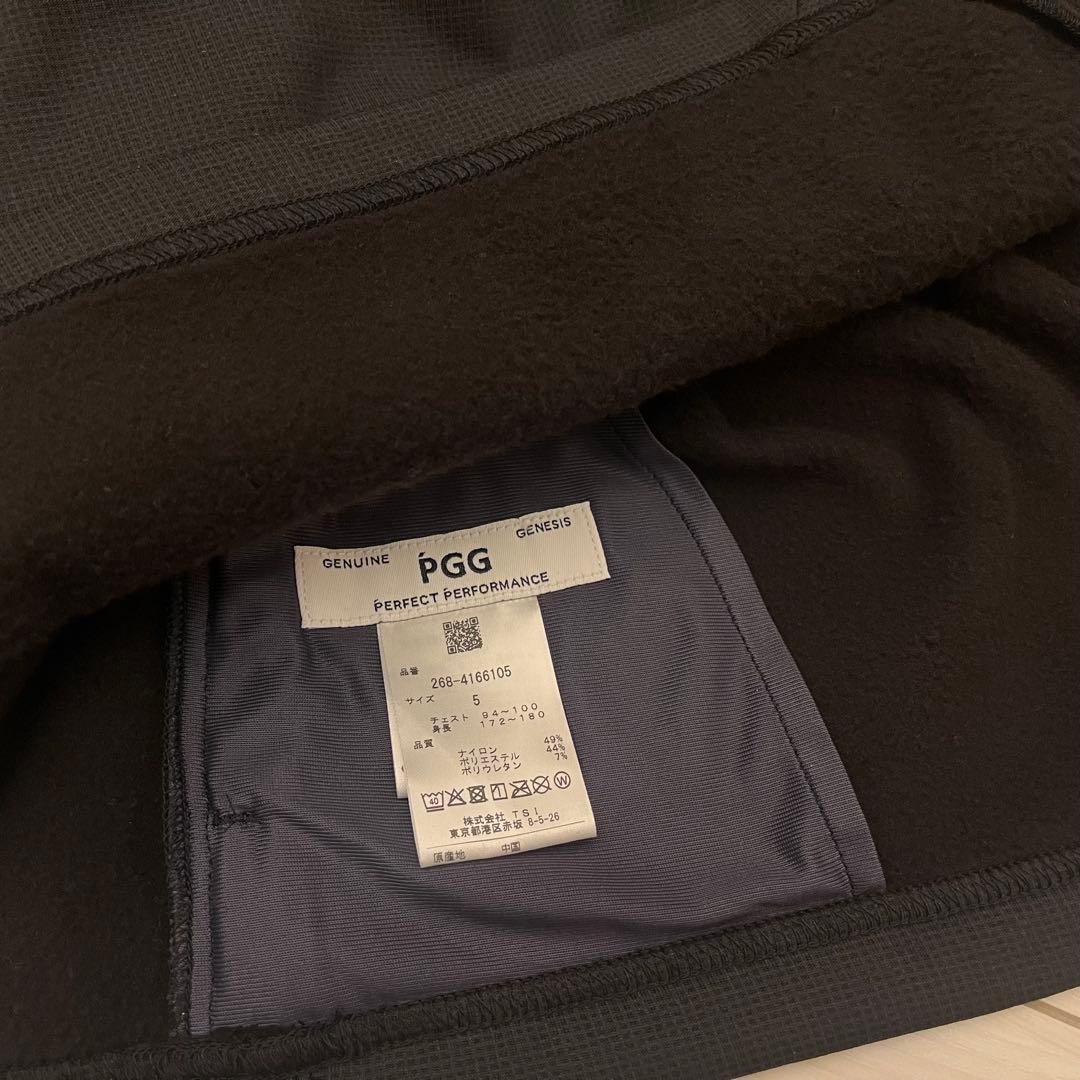 GENUINE PGG GENESIS
PERFECT PERFORMANCE
品番
268-4166105
サイズ 5
チェスト 94～100
身長 172～180
品質
ナイロン 49%
ポリエステル 44%
ポリウレタン 7%
40 W
株式会社 TSI
東京都港区赤坂 8-5-26
原産地 中国